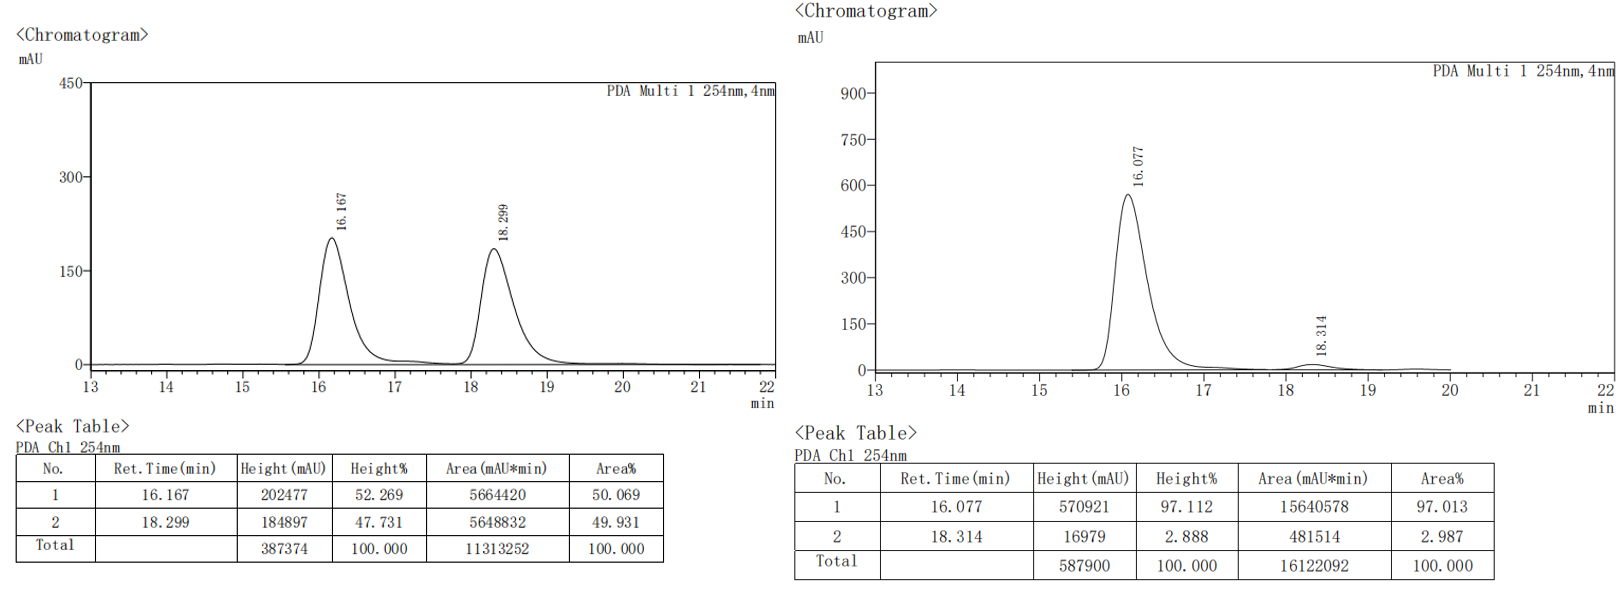 <Chromatogram>
mAU
450
PDA Multi 1 254nm,4nm
300
16.167
18.299
150
0
13 14 15 16 17 18 19 20 21 22
min
<Peak Table>
PDA Ch1 254nm
No. Ret.Time(min) Height(mAU) Height% Area(mAU*min) Area%
1 16.167 202477 52.269 5664420 50.069
2 18.299 184897 47.731 5648832 49.931
Total 387374 100.000 11313252 100.000
<Chromatogram>
mAU
PDA Multi 1 254nm,4nm
900
750
16.077
600
450
300
18.314
150
0
13 14 15 16 17 18 19 20 21 22
min
<Peak Table>
PDA Ch1 254nm
No. Ret.Time(min) Height(mAU) Height% Area(mAU*min) Area%
1 16.077 570921 97.112 15640578 97.013
2 18.314 16979 2.888 481514 2.987
Total 587900 100.000 16122092 100.000